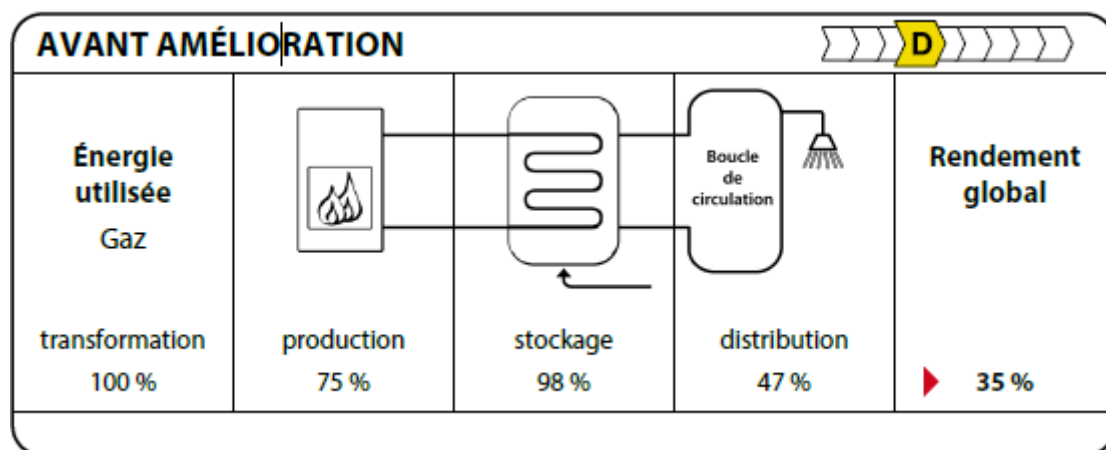 AVANT AMÉLIORATION
D
Énergie
utilisée
Gaz
Boucle
de
circulation
Rendement
global
transformation
production
stockage
distribution
100 %
75 %
98 %
47 %
35 %